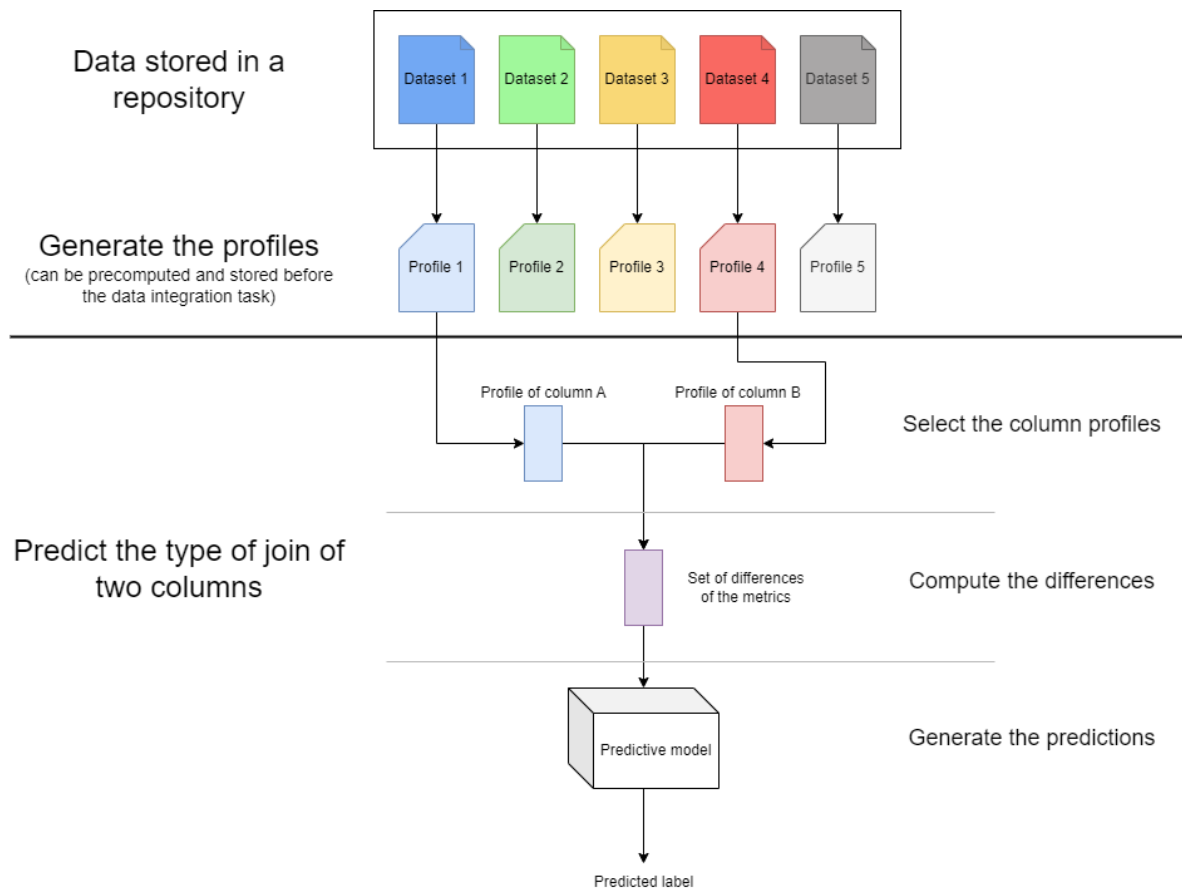 Data stored in a
repository
Dataset 1
Dataset 2
Dataset 3
Dataset 4
Dataset 5
Generate the profiles
(can be precomputed and stored before
the data integration task)
Profile 1
Profile 2
Profile 3
Profile 4
Profile 5
Profile of column A
Profile of column B
Select the column profiles
Predict the type of join of
two columns
Set of differences
of the metrics
Compute the differences
Predictive model
Generate the predictions
Predicted label